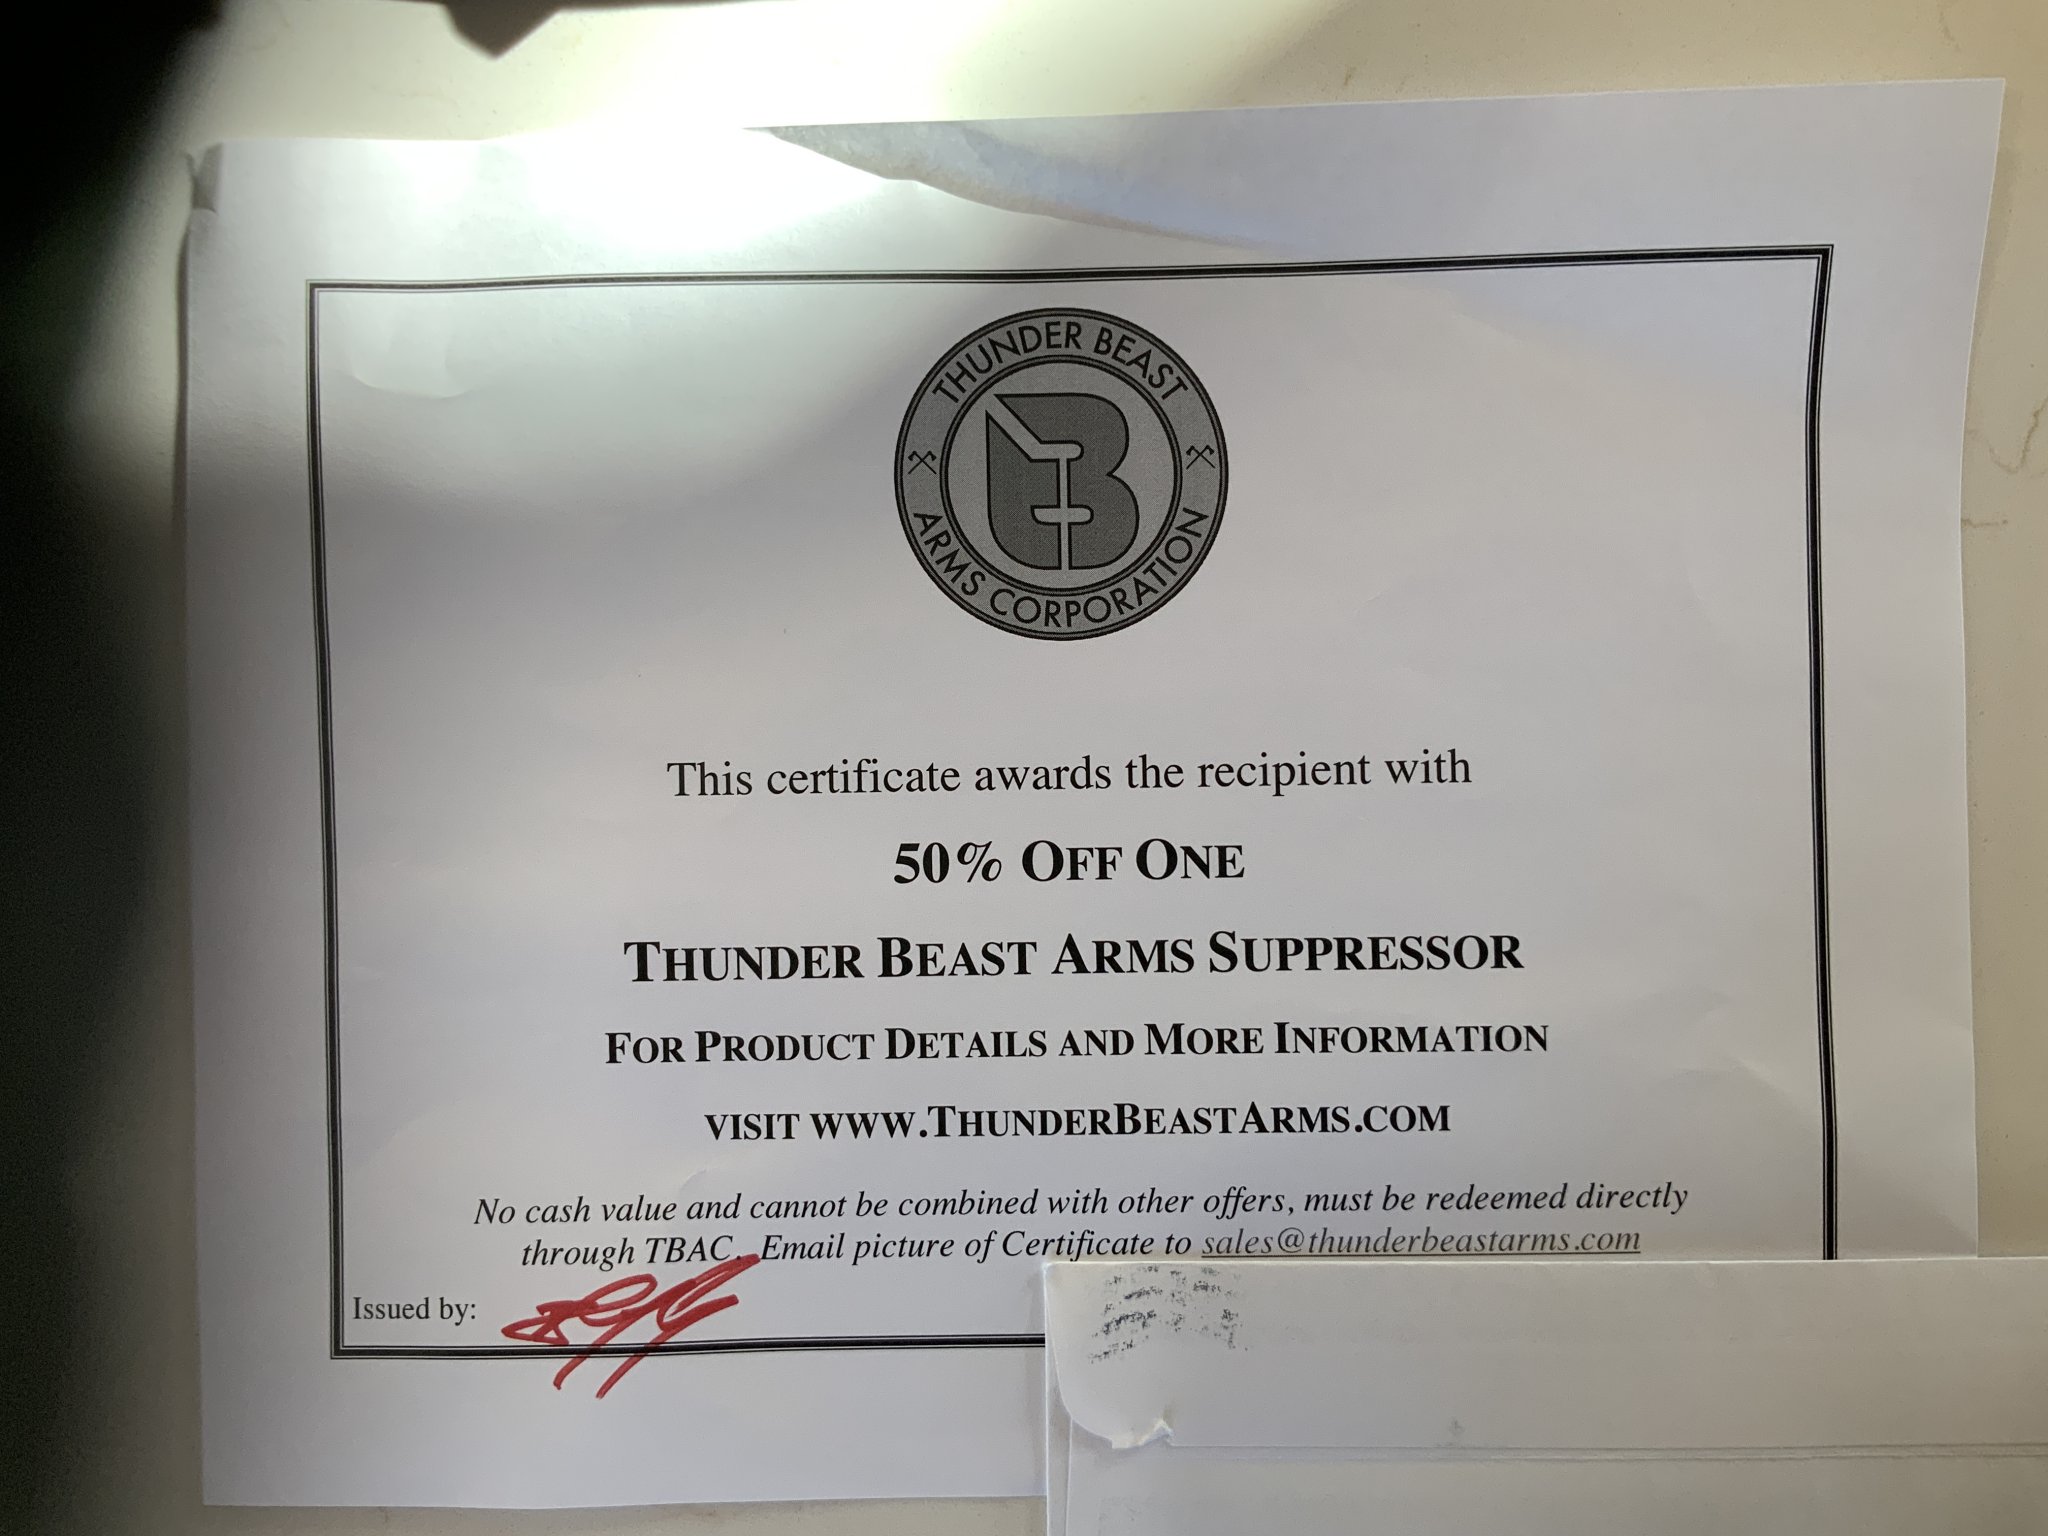 THUNDER BEAST
ARMS CORPORATION
This certificate awards the recipient with
50% OFF ONE
THUNDER BEAST ARMS SUPPRESSOR
FOR PRODUCT DETAILS AND MORE INFORMATION
VISIT WWW.THUNDERBEASTARMS.COM
No cash value and cannot be combined with other offers, must be redeemed directly
through TBAC. Email picture of Certificate to sales@thunderbeastarms.com
Issued by: